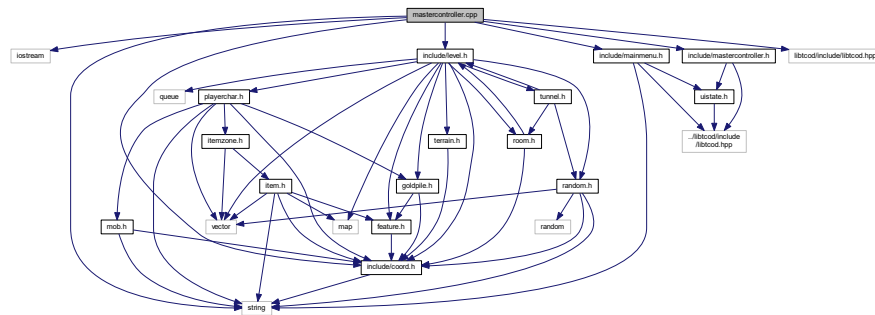 mastercontroller.cpp
iostream
include/level.h
include/mainmenu.h
include/mastercontroller.h
libtcod/include/libtcod.hpp
queue
playerchar.h
tunnel.h
uistate.h
itemzone.h
terrain.h
room.h
../libtcod/include
/libtcod.hpp
item.h
goldpile.h
random.h
mob.h
vector
map
feature.h
random
include/coord.h
string